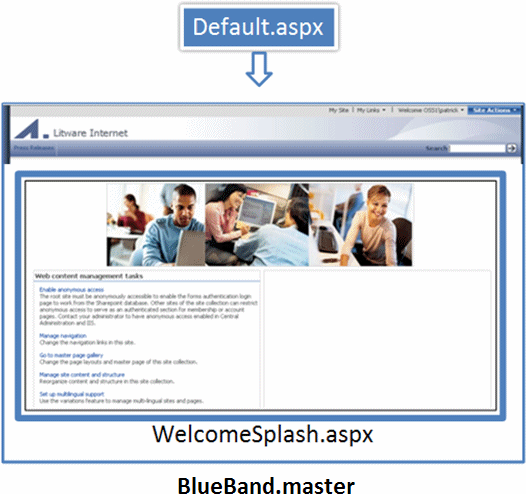 Default.aspx
My Site | My Links | Welcome OSS1\patrick Site Actions
Litware Internet
Press Releases
Search
Web content management tasks
Enable anonymous access
The root site must be anonymously accessible to enable the forms authentication login
page to work from the Sharepoint database. Other sites of the site collection can restrict
anonymous access to serve as an authenticated section for membership or account
pages. Contact your administrator to have anonymous access enabled in Central
Administration and IIS.
Manage navigation
Change the navigation links in this site.
Go to master page gallery
Change the page layouts and master page of this site collection.
Manage site content and structure
Reorganize content and structure in this site collection.
Set up multilingual support
Use the variations feature to manage multi-lingual sites and pages.
WelcomeSplash.aspx
BlueBand.master